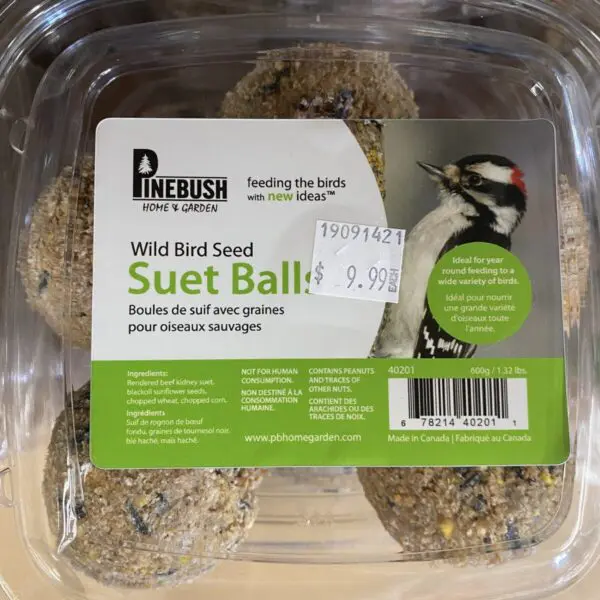 PINEBUSH
HOME & GARDEN
feeding the birds
with new ideas™
Wild Bird Seed
Suet Balls
Boules de suif avec graines
pour oiseaux sauvages
19091421
$ 9.99 EACH
Ideal for year
round feeding to a
wide variety of birds.
Idéal pour nourrir
une grande variété
d'oiseaux toute
l'année.
Ingredients:
Rendered beef kidney suet,
blackoil sunflower seeds,
chopped wheat, chopped corn.
Ingrédients
Suif de rognon de bœuf
fondu, graines de tournesol noir,
blé haché, maïs haché.
NOT FOR HUMAN
CONSUMPTION.
NON DESTINÉ À LA
CONSOMMATION
HUMAINE.
CONTAINS PEANUTS
AND TRACES OF
OTHER NUTS.
CONTIENT DES
ARACHIDES OU DES
TRACES DE NOIX.
www.pbhomegarden.com
40201
600g / 1.32 lbs.
6 78214 40201 1
Made in Canada | Fabriqué au Canada